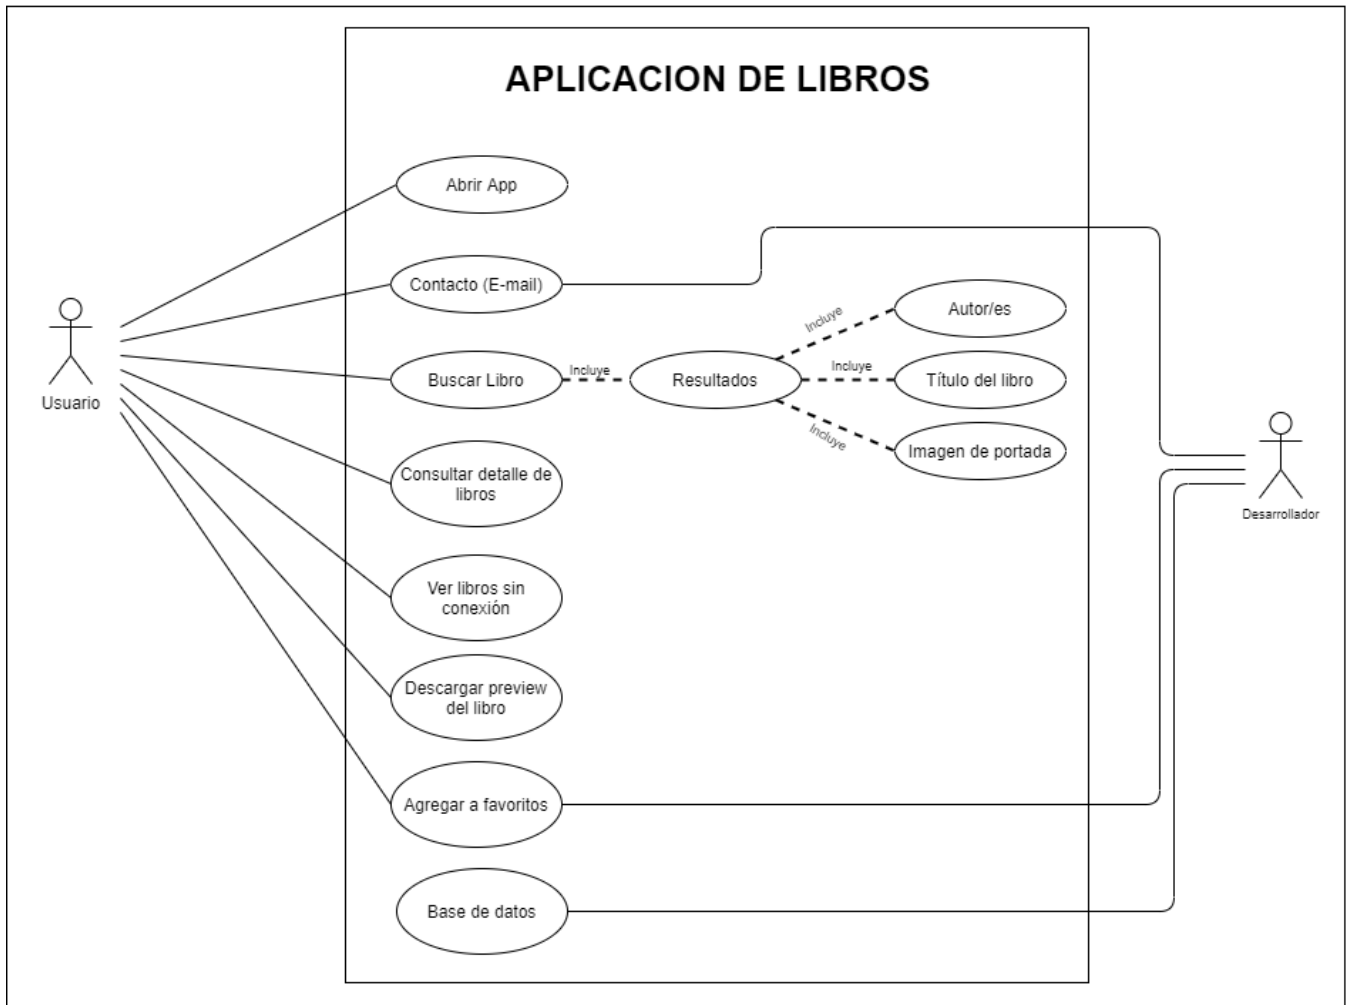 APLICACION DE LIBROS
Abrir App
Contacto (E-mail)
Autor/es
Incluye
Buscar Libro
Incluye
Resultados
Incluye
Título del libro
Usuario
Incluye
Imagen de portada
Consultar detalle de
libros
Desarrollador
Ver libros sin
conexión
Descargar preview
del libro
Agregar a favoritos
Base de datos